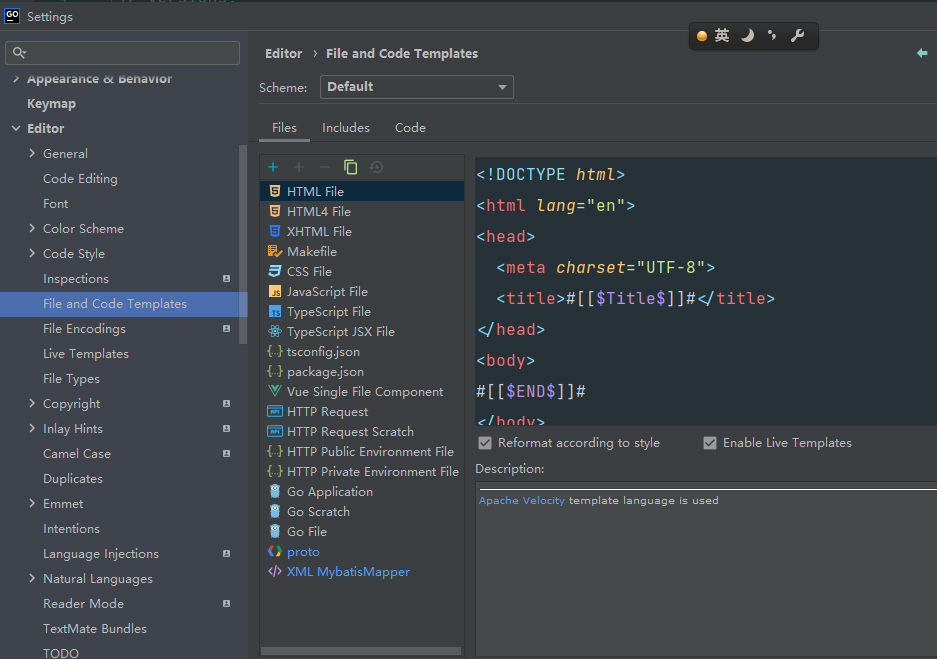 GO Settings
英
Appearance & Behavior
Keymap
Editor
General
Code Editing
Font
Color Scheme
Code Style
Inspections
File and Code Templates
File Encodings
Live Templates
File Types
Copyright
Inlay Hints
Camel Case
Duplicates
Emmet
Intentions
Language Injections
Natural Languages
Reader Mode
TextMate Bundles
TODO
Editor › File and Code Templates
Scheme: Default
Files Includes Code
HTML File
HTML4 File
XHTML File
Makefile
CSS File
JavaScript File
TypeScript File
TypeScript JSX File
tsconfig.json
package.json
Vue Single File Component
HTTP Request
HTTP Request Scratch
HTTP Public Environment File
HTTP Private Environment File
Go Application
Go Scratch
Go File
proto
XML MybatisMapper
<!DOCTYPE html>
<html lang="en">
<head>
<meta charset="UTF-8">
<title>#[[$Title$]]#</title>
</head>
<body>
#[[$END$]]#
</body>
Reformat according to style Enable Live Templates
Description:
Apache Velocity template language is used